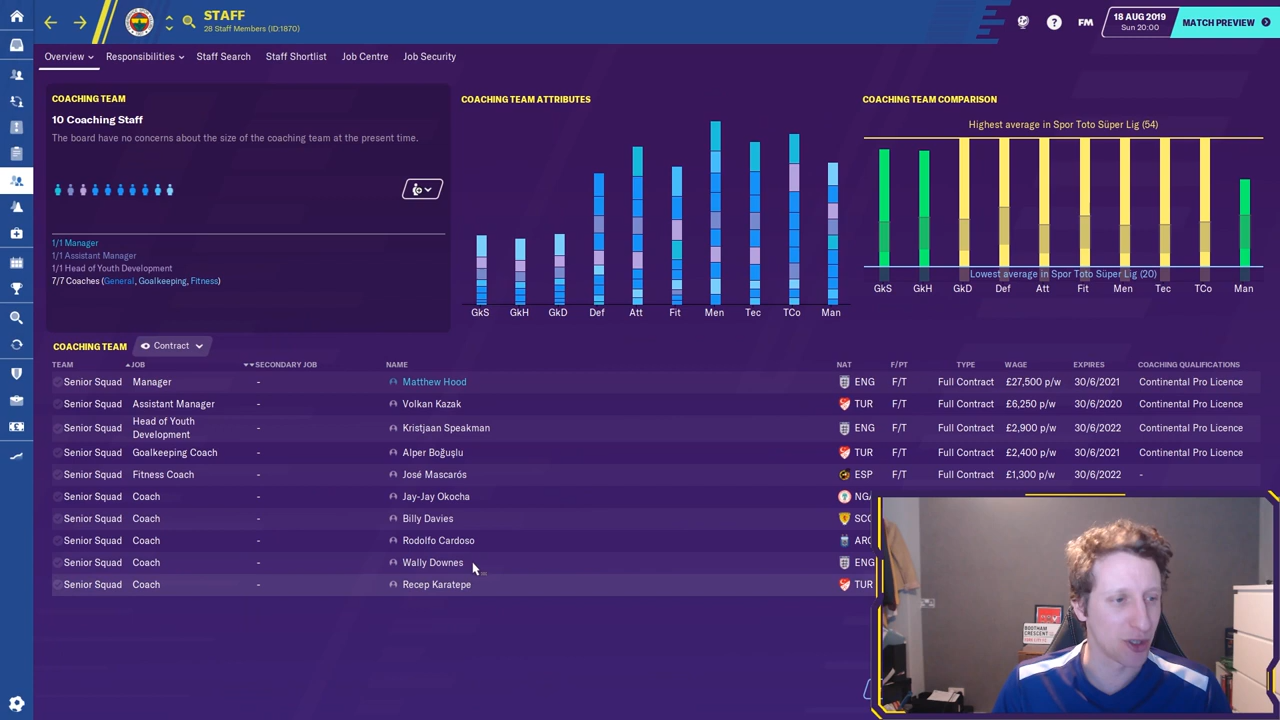 STAFF
28 Staff Members (ID:1870)
FM
18 AUG 2019
Sun 20:00
MATCH PREVIEW
Overview
Responsibilities
Staff Search
Staff Shortlist
Job Centre
Job Security
COACHING TEAM
10 Coaching Staff
The board have no concerns about the size of the coaching team at the present time.
1/1 Manager
1/1 Assistant Manager
1/1 Head of Youth Development
7/7 Coaches (General, Goalkeeping, Fitness)
COACHING TEAM ATTRIBUTES
GkS GkH GkD Def Att Fit Men Tec TCo Man
COACHING TEAM COMPARISON
Highest average in Spor Toto Süper Lig (54)
Lowest average in Spor Toto Süper Lig (20)
GkS GkH GkD Def Att Fit Men Tec TCo Man
COACHING TEAM Contract
TEAM JOB SECONDARY JOB NAME NAT F/PT TYPE WAGE EXPIRES COACHING QUALIFICATIONS
Senior Squad Manager - Matthew Hood ENG F/T Full Contract £27,500 p/w 30/6/2021 Continental Pro Licence
Senior Squad Assistant Manager - Volkan Kazak TUR F/T Full Contract £6,250 p/w 30/6/2020 Continental Pro Licence
Senior Squad Head of Youth Development - Kristjaan Speakman ENG F/T Full Contract £2,900 p/w 30/6/2022 Continental Pro Licence
Senior Squad Goalkeeping Coach - Alper Boğuşlu TUR F/T Full Contract £2,400 p/w 30/6/2021 Continental Pro Licence
Senior Squad Fitness Coach - José Mascarós ESP F/T Full Contract £1,300 p/w 30/6/2022 -
Senior Squad Coach - Jay-Jay Okocha NGA
Senior Squad Coach - Billy Davies SCO
Senior Squad Coach - Rodolfo Cardoso ARG
Senior Squad Coach - Wally Downes ENG
Senior Squad Coach - Recep Karatepe TUR
BOOTHAM
CRESCENT